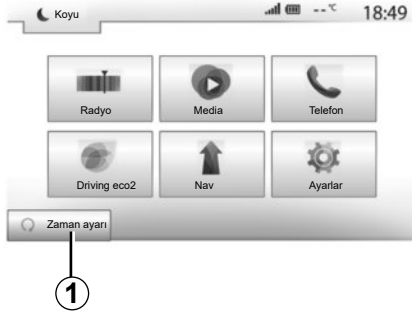 Koyu
--°C
18:49
Radyo
Media
Telefon
Driving eco2
Nav
Ayarlar
Zaman ayarı
1